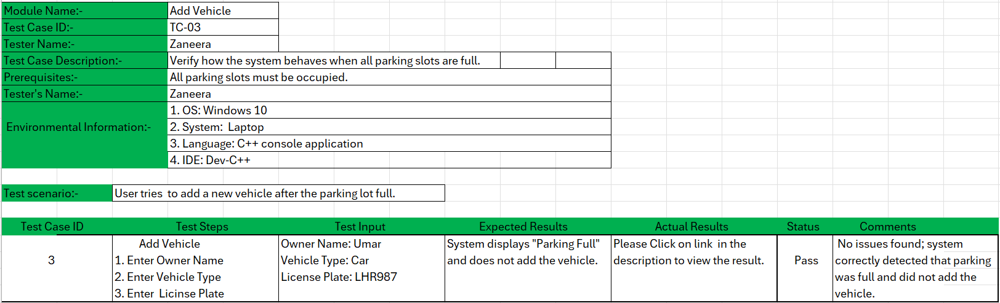 Module Name:- Add Vehicle
Test Case ID:- TC-03
Tester Name:- Zaneera
Test Case Description:- Verify how the system behaves when all parking slots are full.
Prerequisites:- All parking slots must be occupied.
Tester's Name:- Zaneera
Environmental Information:-
1. OS: Windows 10
2. System:  Laptop
3. Language: C++ console application
4. IDE: Dev-C++
Test scenario:- User tries  to add a new vehicle after the parking lot full.
Test Case ID Test Steps Test Input Expected Results Actual Results Status Comments
3
Add Vehicle
1. Enter Owner Name
2. Enter Vehicle Type
3. Enter  Licinse Plate
Owner Name: Umar
Vehicle Type: Car
License Plate: LHR987
System displays "Parking Full"
and does not add the vehicle.
Please Click on link  in the
description to view the result.
Pass
No issues found; system
correctly detected that parking
was full and did not add the
vehicle.